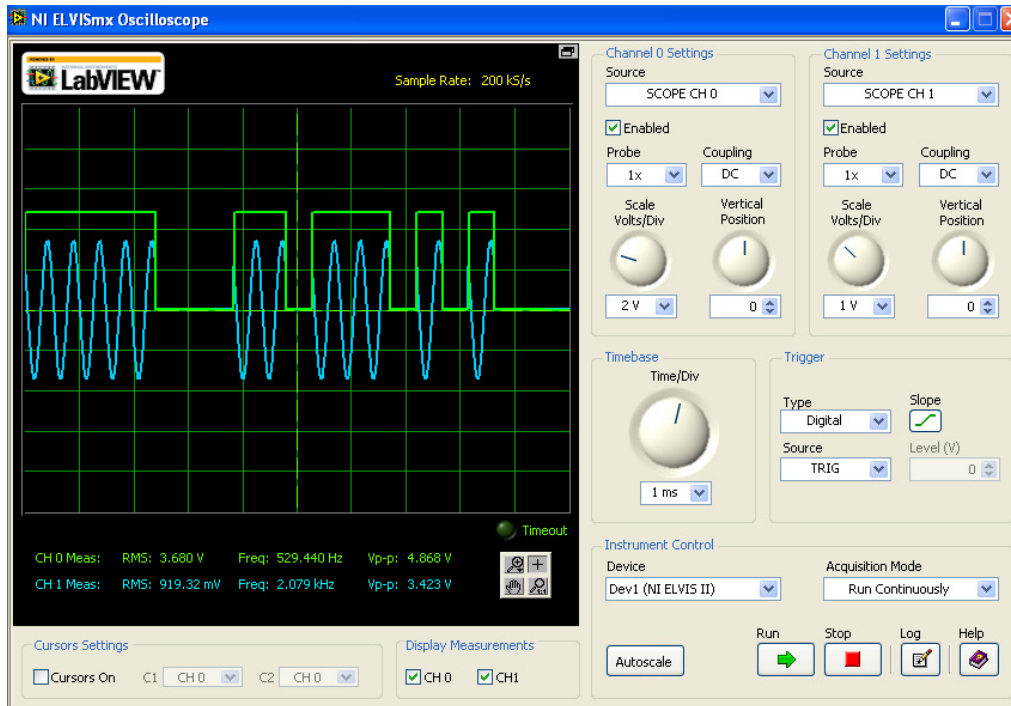 NI ELVISmx Oscilloscope
POWERED BY
NATIONAL INSTRUMENTS
LabVIEW
Sample Rate: 200 kS/s
Timeout
CH 0 Meas: RMS: 3.680 V Freq: 529.440 Hz Vp-p: 4.868 V
CH 1 Meas: RMS: 919.32 mV Freq: 2.079 kHz Vp-p: 3.423 V
Cursors Settings
Cursors On C1 CH 0 C2 CH 0
Display Measurements
CH 0 CH1
Channel 0 Settings
Source
SCOPE CH 0
Enabled
Probe Coupling
1x DC
Scale Vertical
Volts/Div Position
2 V 0
Channel 1 Settings
Source
SCOPE CH 1
Enabled
Probe Coupling
1x DC
Scale Vertical
Volts/Div Position
1 V 0
Timebase
Time/Div
1 ms
Trigger
Type Slope
Digital
Source Level (V)
TRIG 0
Instrument Control
Device Acquisition Mode
Dev1 (NI ELVIS II) Run Continuously
Run Stop Log Help
Autoscale